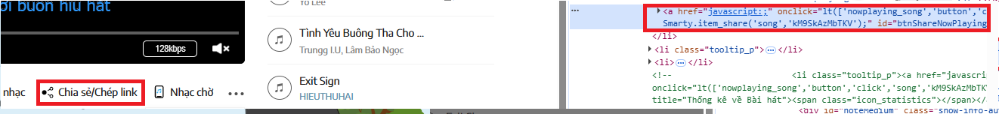 ơi buồn hiu hắt
128kbps
nhạc
Chia sẻ/Chép link
Nhạc chờ
Yo Lee
Tình Yêu Buông Tha Cho ...
Trungg I.U, Lâm Bảo Ngọc
Exit Sign
HIEUTHUHAI
<a href="javascript:;" onclick="lt(['nowplaying_song','button','c
Smarty.item_share('song','kM9SkAzMbTKV');" id="btnShareNowPlaying
</li>
<li class="tooltip_p">⋯</li>
<li>⋯</li>
<!-- <li class="tooltip_p"><a href="javascri
onclick="lt(['nowplaying_song','button','click','song','kM9SkAzMbTKV
title="Thống kê về Bài hát"><span class="icon_statistics"></span></a
<div id="noteMedium" class="show-info-au